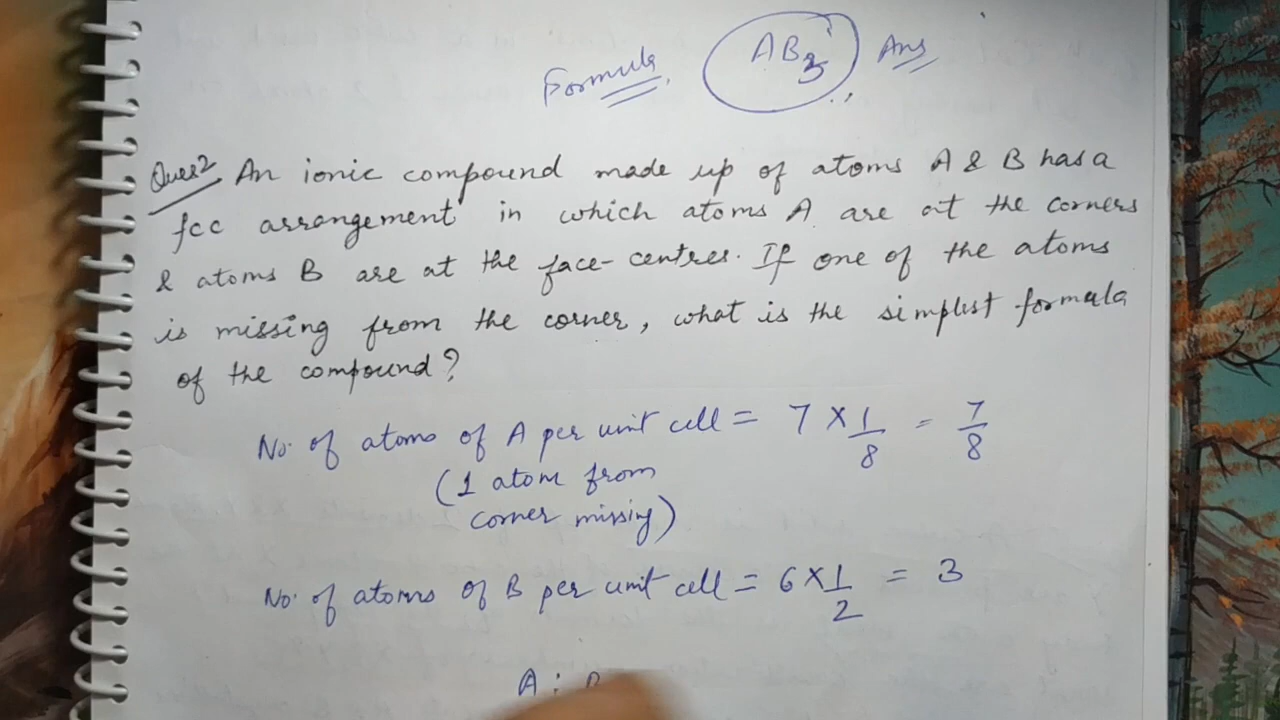 Formula. AB3 Ans
Ques2 An ionic compound made up of atoms A & B has a
fcc arrangement in which atoms A are at the corners
& atoms B are at the face-centres. If one of the atoms
is missing from the corner, what is the simplest formula
of the compound?
No. of atoms of A per unit cell = 7 × 1/8 = 7/8
(1 atom from
corner missing)
No. of atoms of B per unit cell = 6 × 1/2 = 3
A :